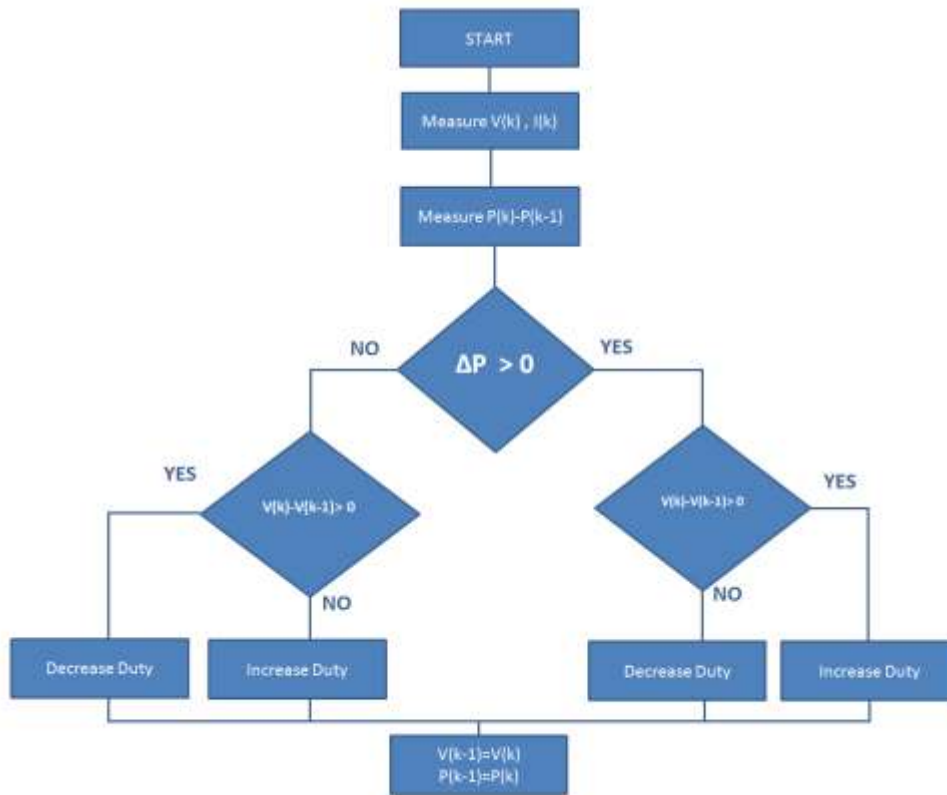 START
Measure V(k) , I(k)
Measure P(k)-P(k-1)
ΔP > 0
NO
YES
V(k)-V(k-1)> 0
YES
NO
V(k)-V(k-1)> 0
YES
NO
Decrease Duty
Increase Duty
Decrease Duty
Increase Duty
V(k-1)=V(k)
P(k-1)=P(k)